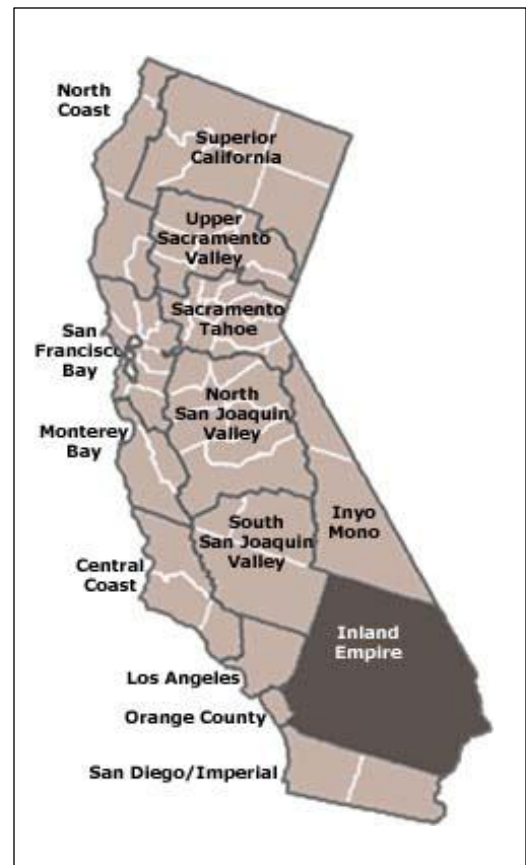 North
Coast
Superior
California
Upper
Sacramento
Valley
Sacramento
Tahoe
San
Francisco
Bay
North
San Joaquin
Valley
Monterey
Bay
South
San Joaquin
Valley
Inyo
Mono
Central
Coast
Inland
Empire
Los Angeles
Orange County
San Diego/Imperial